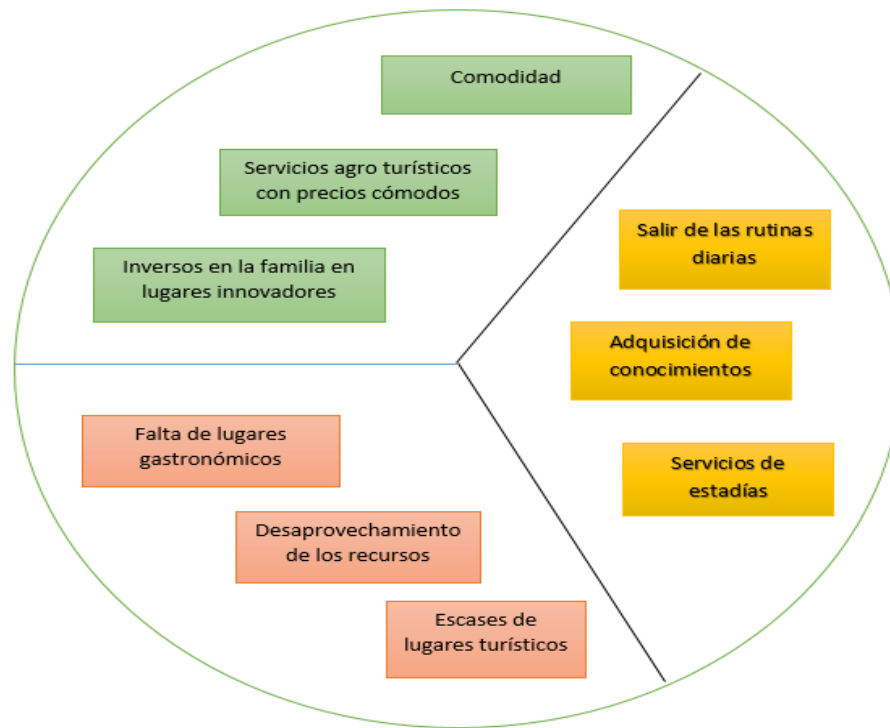 Comodidad
Servicios agro turísticos
con precios cómodos
Inversos en la familia en
lugares innovadores
Salir de las rutinas
diarias
Adquisición de
conocimientos
Servicios de
estadías
Falta de lugares
gastronómicos
Desaprovechamiento
de los recursos
Escases de
lugares turísticos